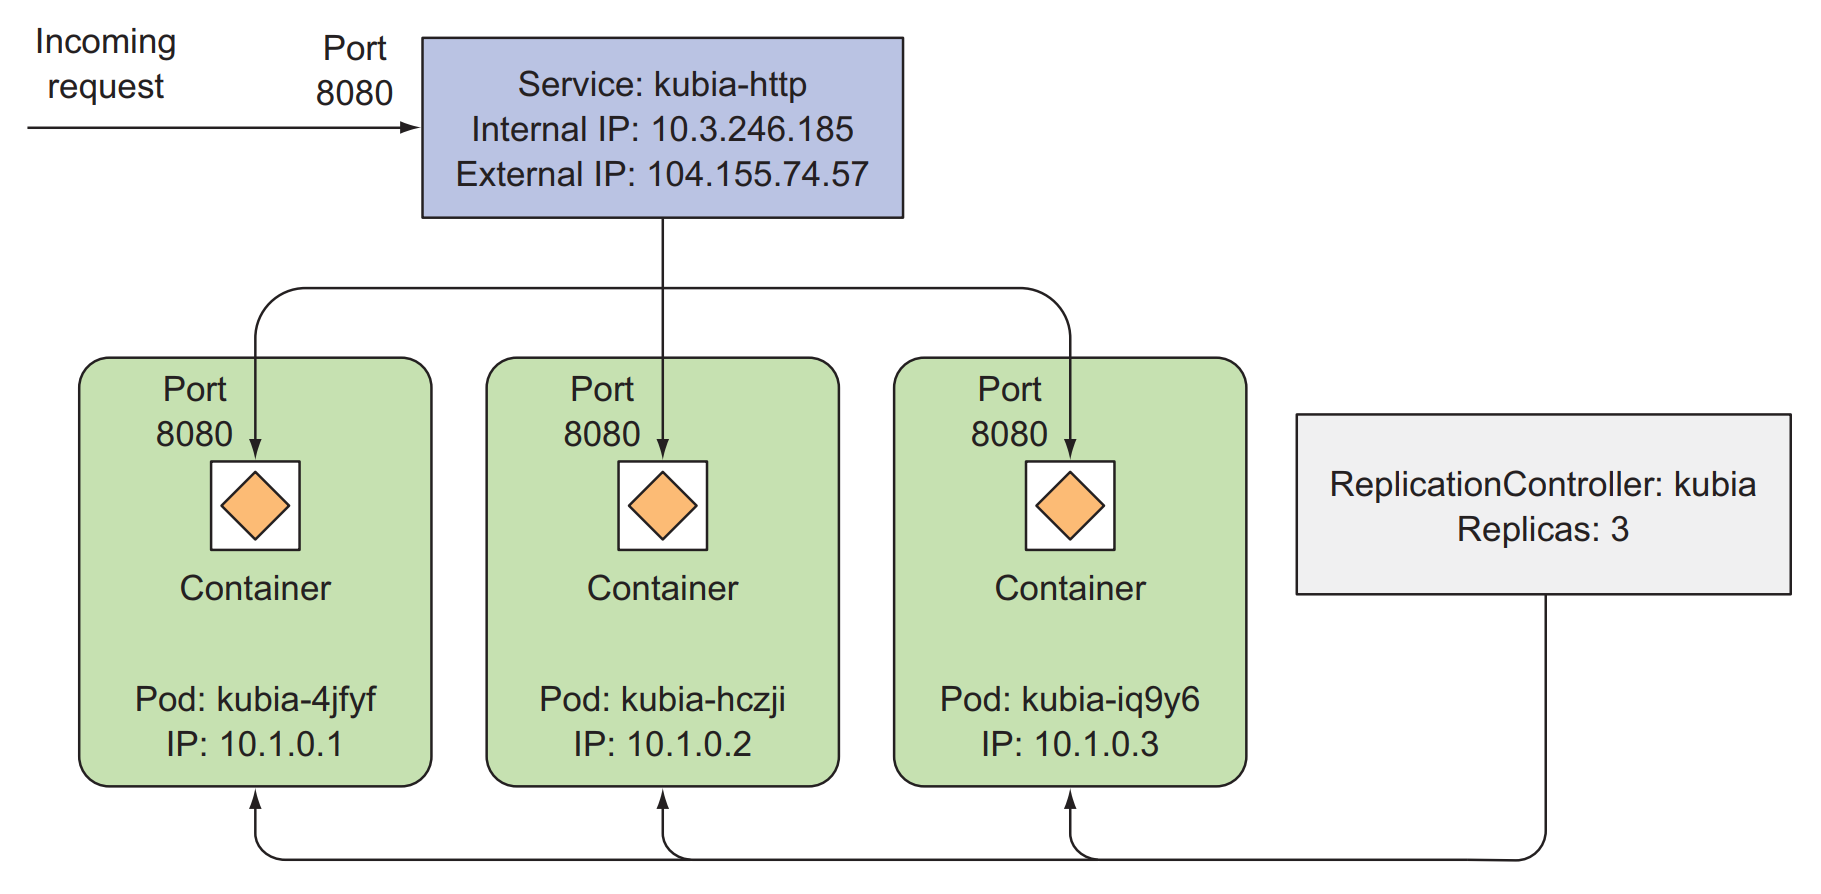 Incoming
request
Port
8080
Service: kubia-http
Internal IP: 10.3.246.185
External IP: 104.155.74.57
Port
8080
Container
Pod: kubia-4jfyf
IP: 10.1.0.1
Port
8080
Container
Pod: kubia-hczji
IP: 10.1.0.2
Port
8080
Container
Pod: kubia-iq9y6
IP: 10.1.0.3
ReplicationController: kubia
Replicas: 3